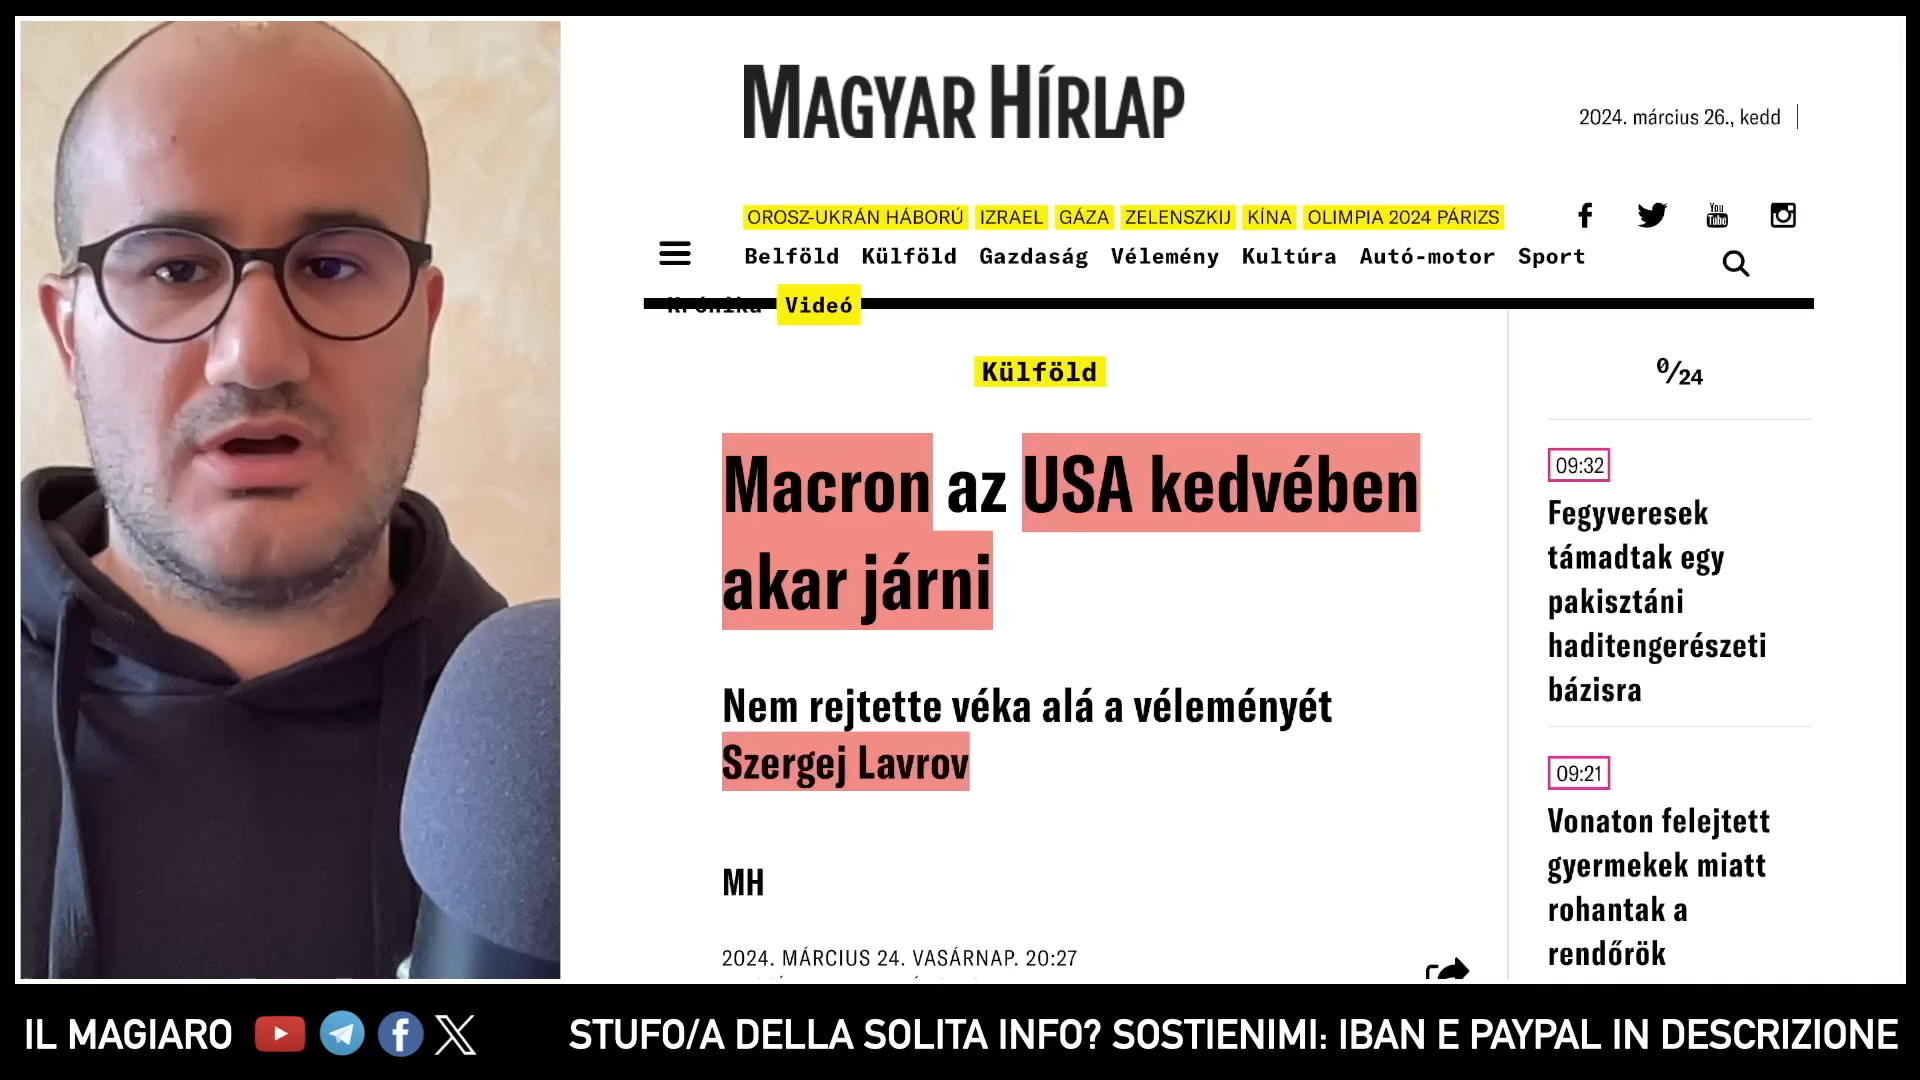 MAGYAR HÍRLAP
2024. március 26., kedd
OROSZ-UKRÁN HÁBORÚ IZRAEL GÁZA ZELENSZKIJ KÍNA OLIMPIA 2024 PÁRIZS
You
Tube
Belföld Külföld Gazdaság Vélemény Kultúra Autó-motor Sport
Krónika Videó
Külföld
Macron az USA kedvében
akar járni
Nem rejtette véka alá a véleményét
Szergej Lavrov
MH
2024. MÁRCIUS 24. VASÁRNAP. 20:27
0/24
09:32
Fegyveresek
támadtak egy
pakisztáni
haditengerészeti
bázisra
09:21
Vonaton felejtett
gyermekek miatt
rohantak a
rendőrök
IL MAGIARO
STUFO/A DELLA SOLITA INFO? SOSTIENIMI: IBAN E PAYPAL IN DESCRIZIONE